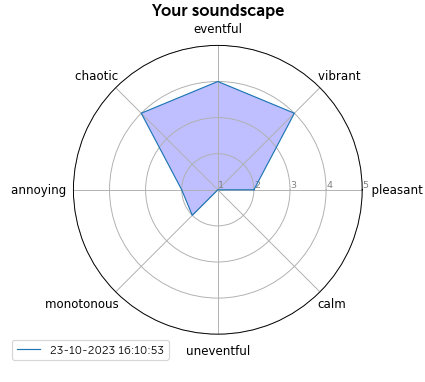 Your soundscape
eventful
chaotic
vibrant
annoying
1
2
3
4
5
pleasant
monotonous
calm
uneventful
23-10-2023 16:10:53